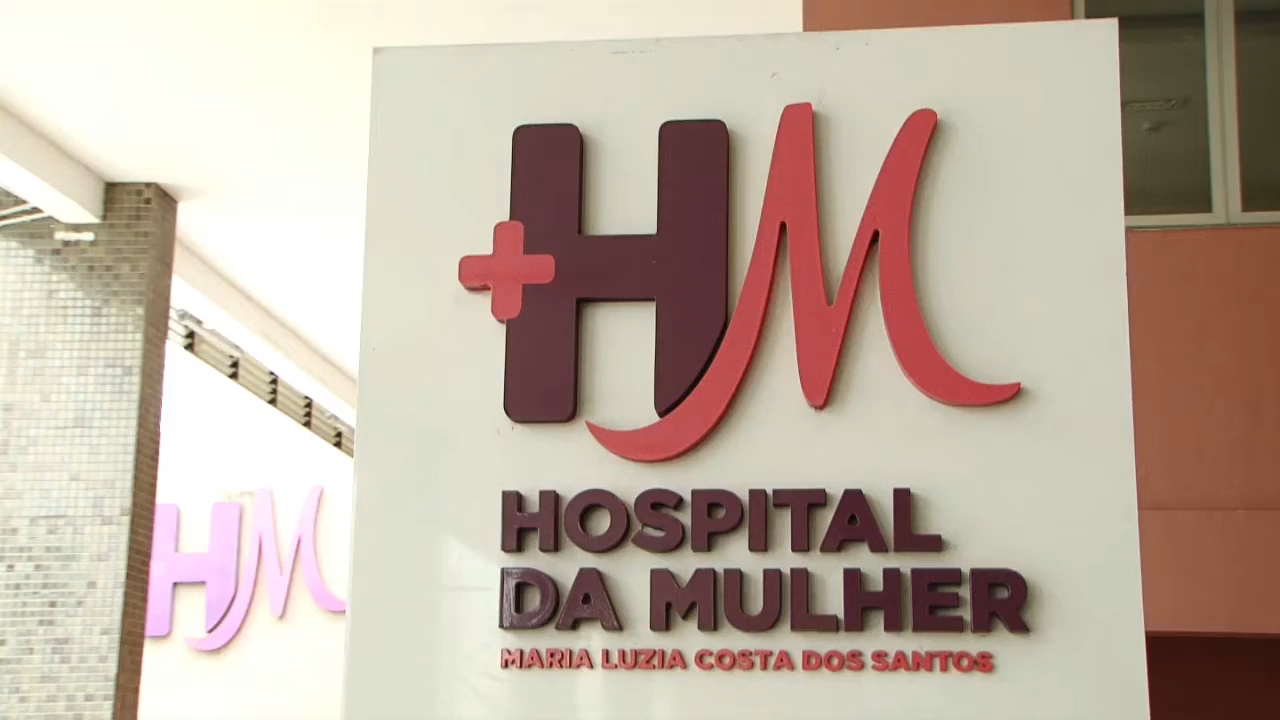 HM
HOSPITAL
DA MULHER
MARIA LUZIA COSTA DOS SANTOS
HM